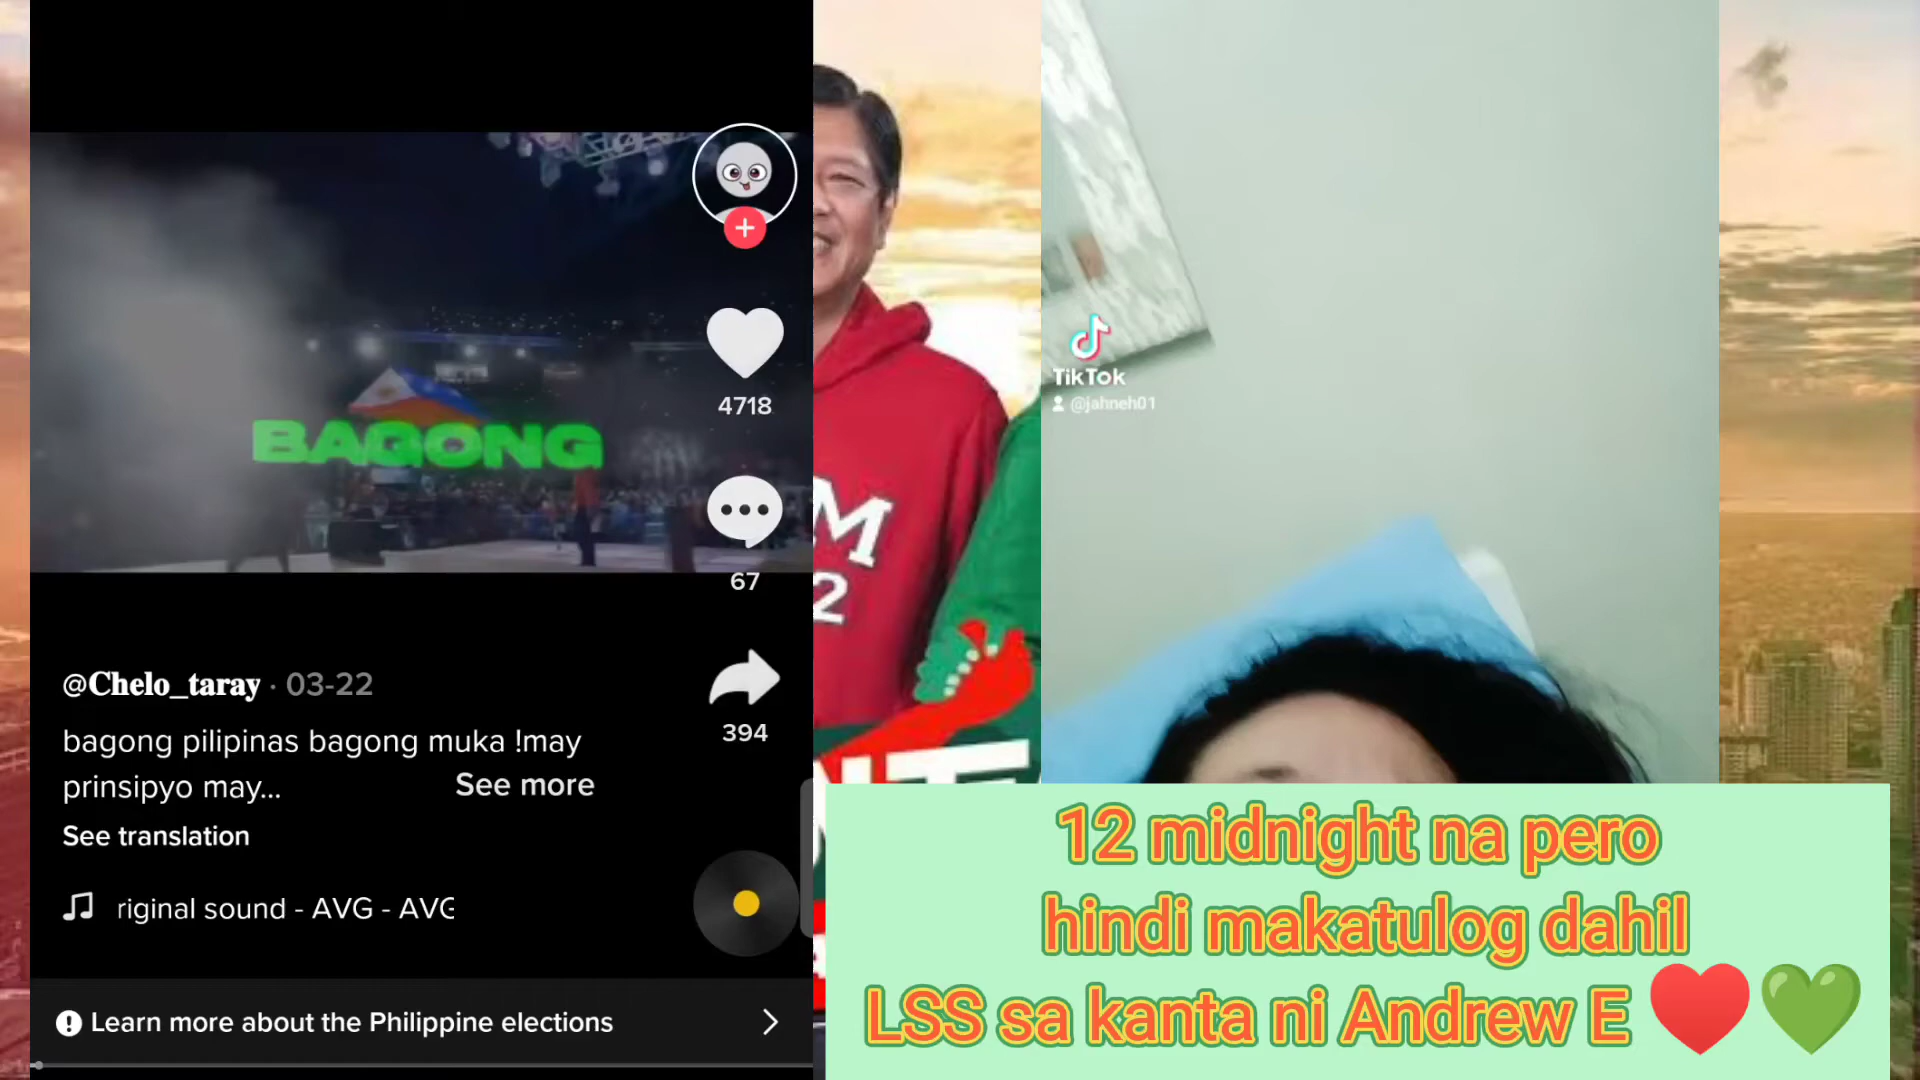 BAGONG
4718
67
394
@Chelo_taray · 03-22
bagong pilipinas bagong muka !may
prinsipyo may... See more
See translation
riginal sound - AVG - AVG
Learn more about the Philippine elections
M
2
TikTok
@jahneh01
12 midnight na pero
hindi makatulog dahil
LSS sa kanta ni Andrew E ❤️💚